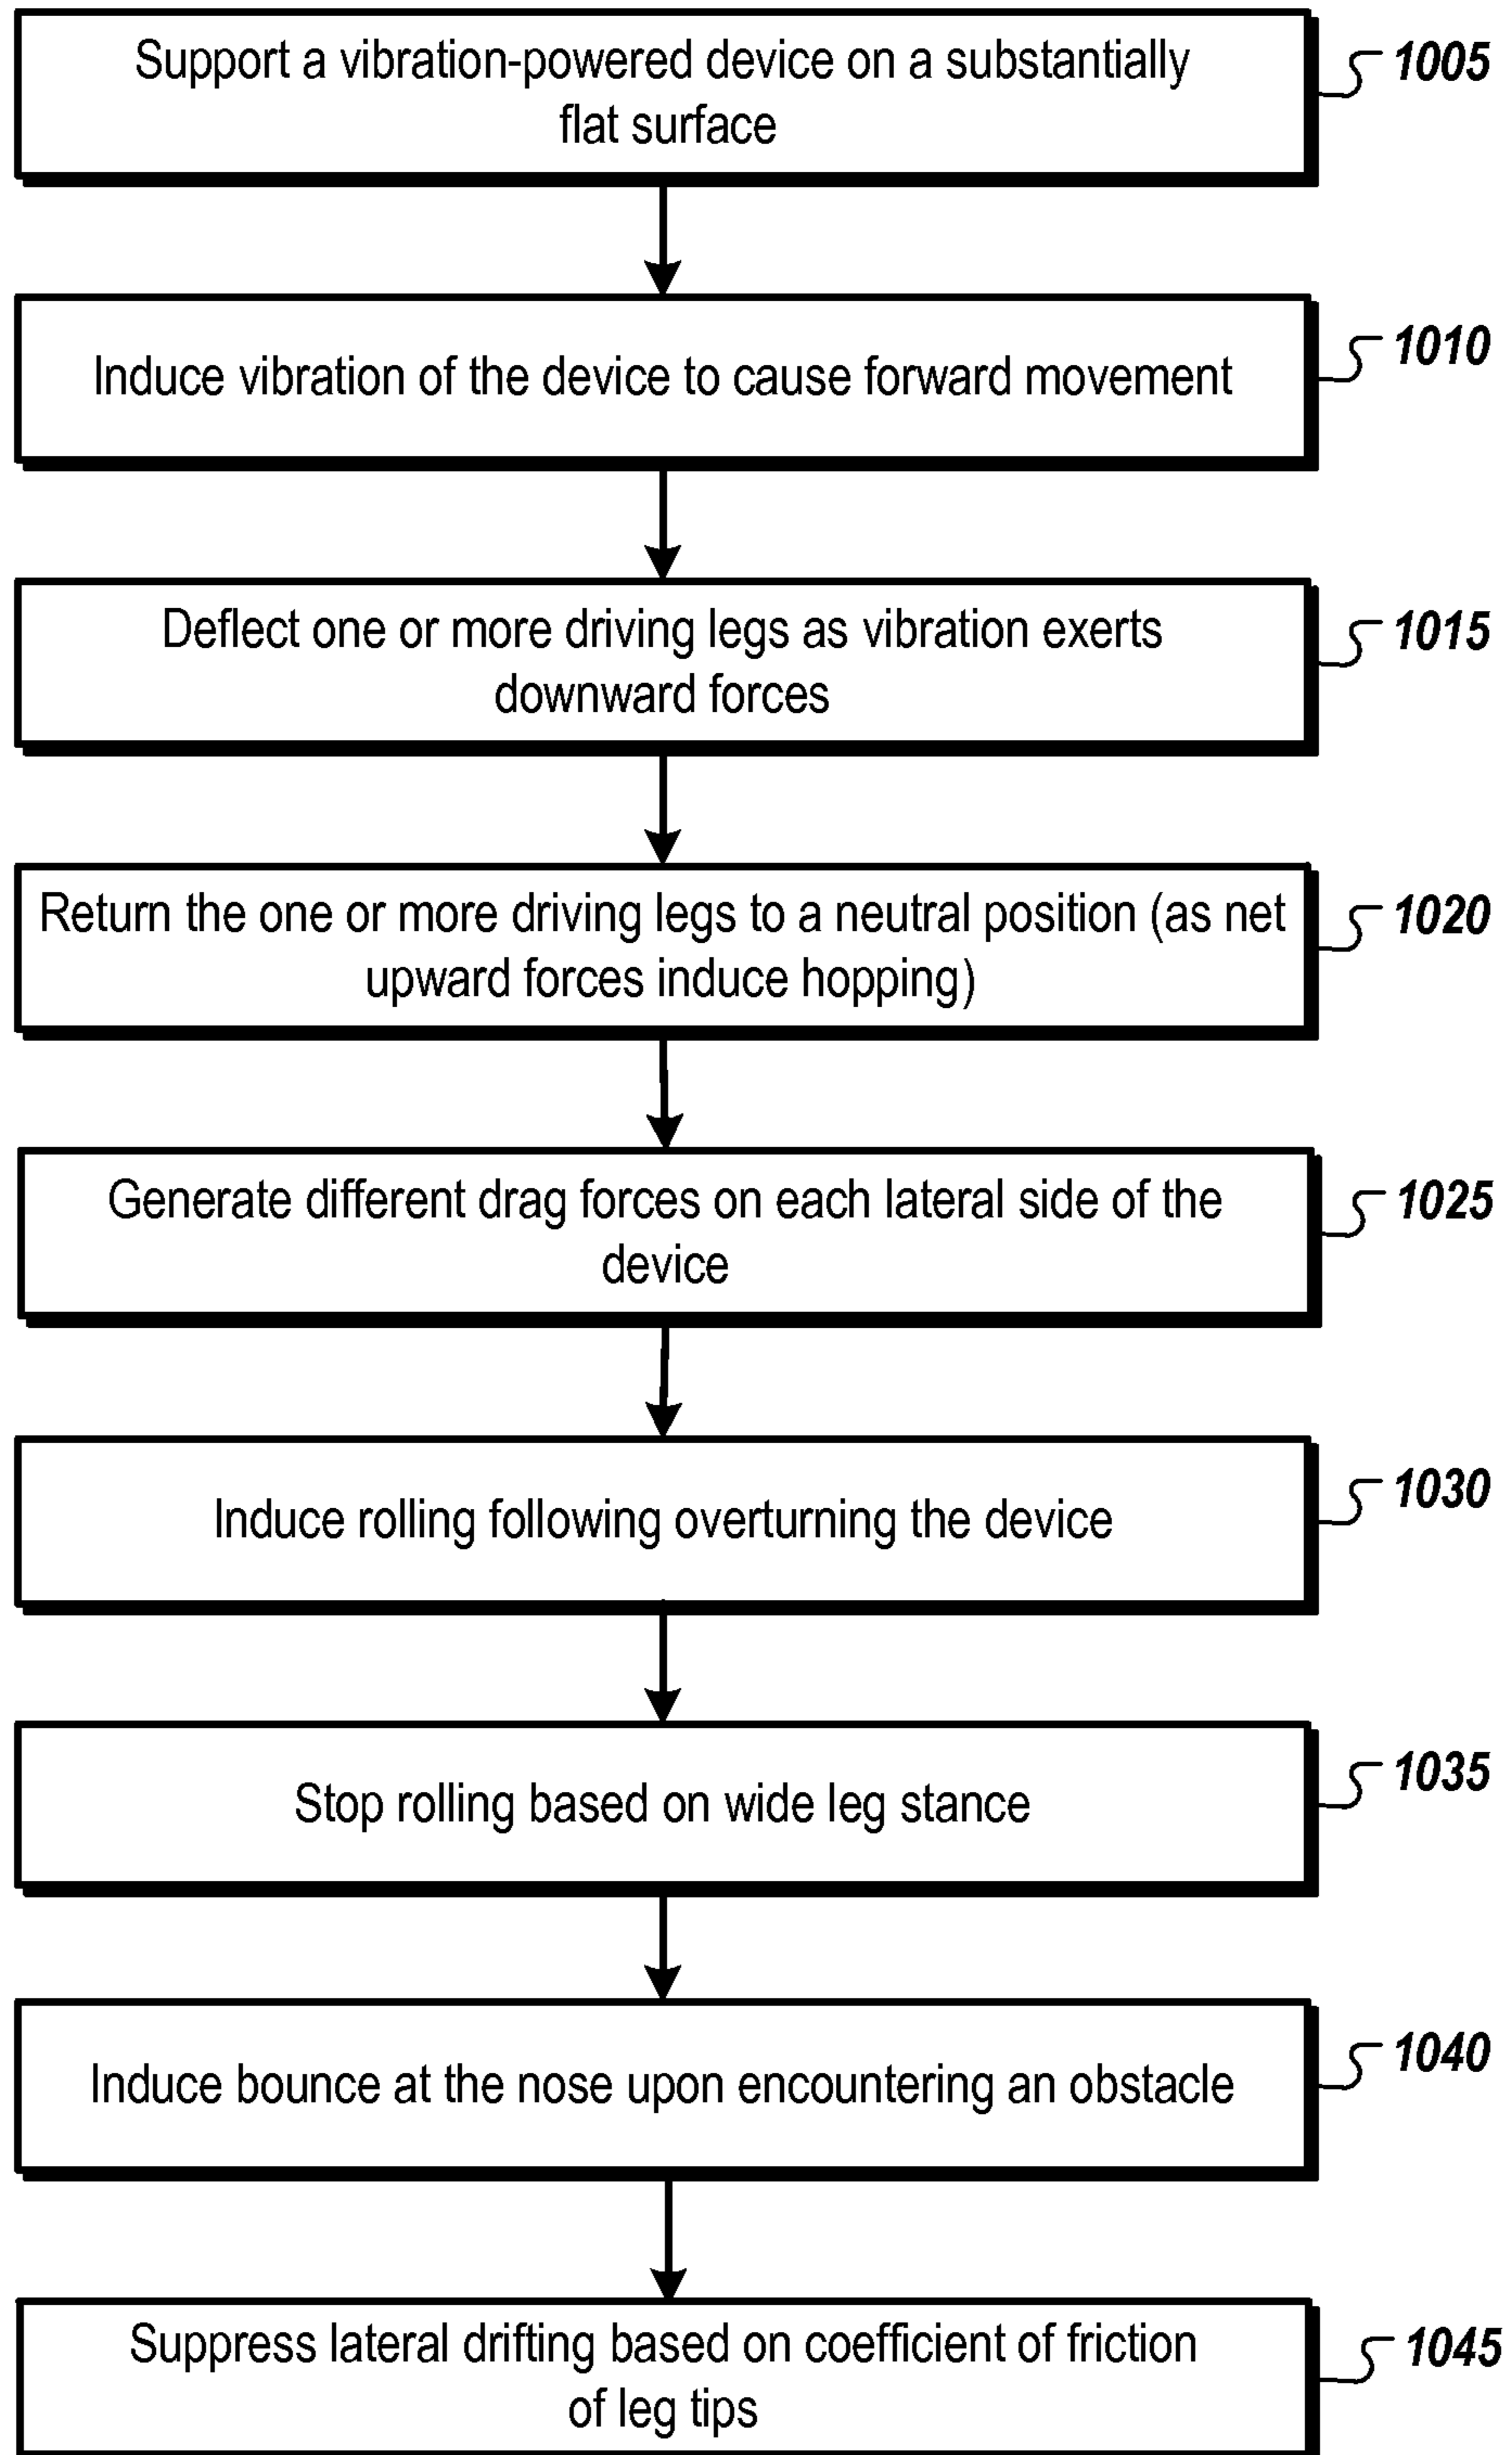 Support a vibration-powered device on a substantially
flat surface
1005
Induce vibration of the device to cause forward movement
1010
Deflect one or more driving legs as vibration exerts
downward forces
1015
Return the one or more driving legs to a neutral position (as net
upward forces induce hopping)
1020
Generate different drag forces on each lateral side of the
device
1025
Induce rolling following overturning the device
1030
Stop rolling based on wide leg stance
1035
Induce bounce at the nose upon encountering an obstacle
1040
Suppress lateral drifting based on coefficient of friction
of leg tips
1045